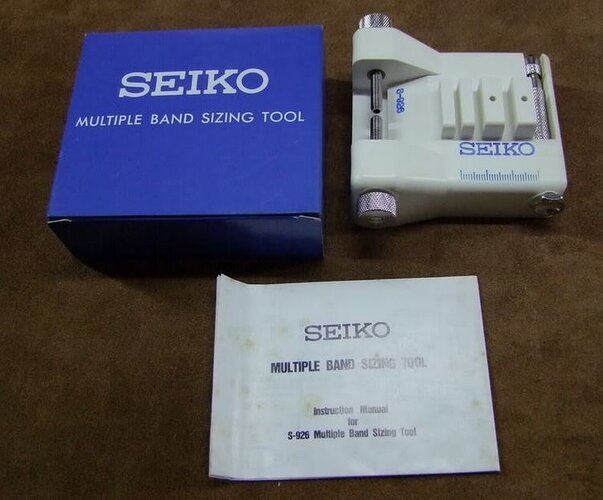 SEIKO
MULTIPLE BAND SIZING TOOL
S-926
SEIKO
SEIKO
MULTIPLE BAND SIZING TOOL
Instruction Manual
for
S-926 Multiple Band Sizing Tool